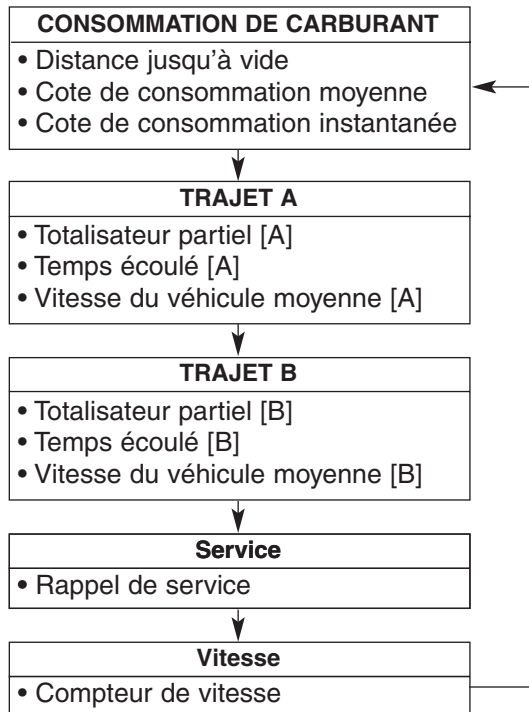 CONSOMMATION DE CARBURANT
• Distance jusqu'à vide
• Cote de consommation moyenne
• Cote de consommation instantanée
TRAJET A
• Totalisateur partiel [A]
• Temps écoulé [A]
• Vitesse du véhicule moyenne [A]
TRAJET B
• Totalisateur partiel [B]
• Temps écoulé [B]
• Vitesse du véhicule moyenne [B]
Service
• Rappel de service
Vitesse
• Compteur de vitesse